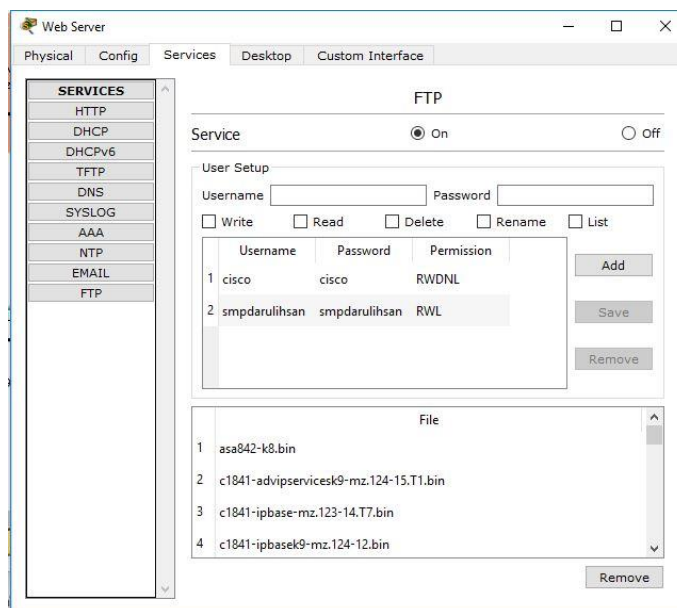 Web Server
Physical Config Services Desktop Custom Interface
SERVICES
HTTP
DHCP
DHCPv6
TFTP
DNS
SYSLOG
AAA
NTP
EMAIL
FTP
FTP
Service On Off
User Setup
Username Password
Write Read Delete Rename List
Username Password Permission
1 cisco cisco RWDNL
2 smpdarulihsan smpdarulihsan RWL
Add
Save
Remove
File
1 asa842-k8.bin
2 c1841-advipservicesk9-mz.124-15.T1.bin
3 c1841-ipbase-mz.123-14.T7.bin
4 c1841-ipbasek9-mz.124-12.bin
Remove